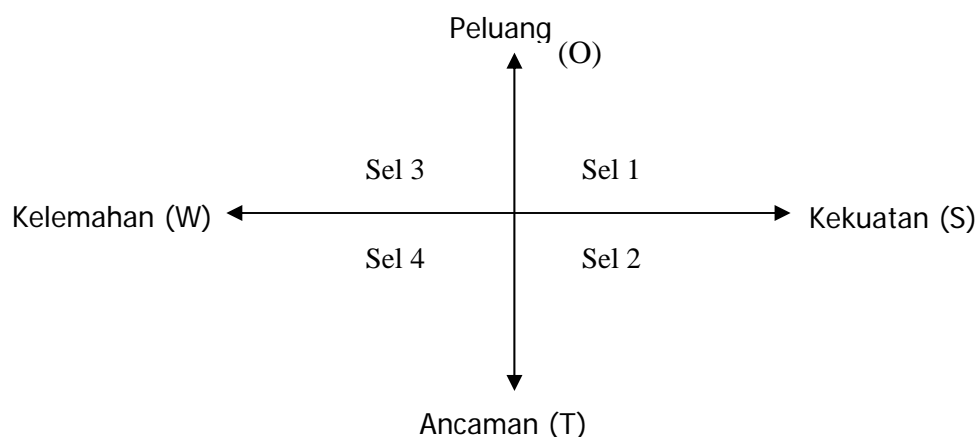 Peluang
(O)
Sel 3
Sel 1
Kelemahan (W)
Kekuatan (S)
Sel 4
Sel 2
Ancaman (T)